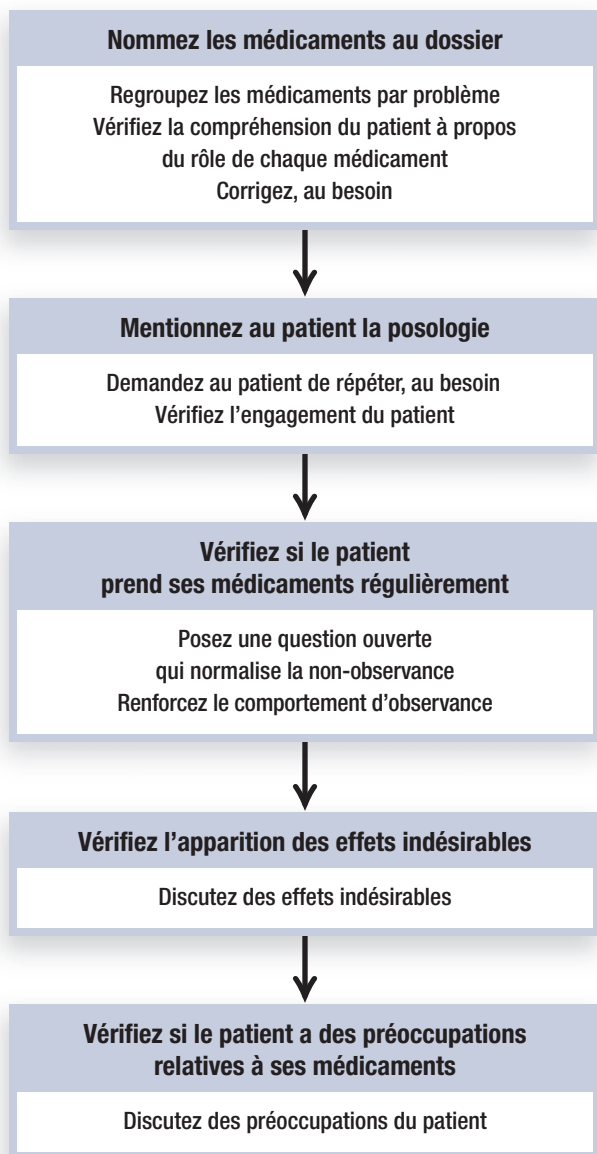 Nommez les médicaments au dossier
Regroupez les médicaments par problème
Vérifiez la compréhension du patient à propos
du rôle de chaque médicament
Corrigez, au besoin
Mentionnez au patient la posologie
Demandez au patient de répéter, au besoin
Vérifiez l’engagement du patient
Vérifiez si le patient
prend ses médicaments régulièrement
Posez une question ouverte
qui normalise la non-observance
Renforcez le comportement d’observance
Vérifiez l’apparition des effets indésirables
Discutez des effets indésirables
Vérifiez si le patient a des préoccupations
relatives à ses médicaments
Discutez des préoccupations du patient